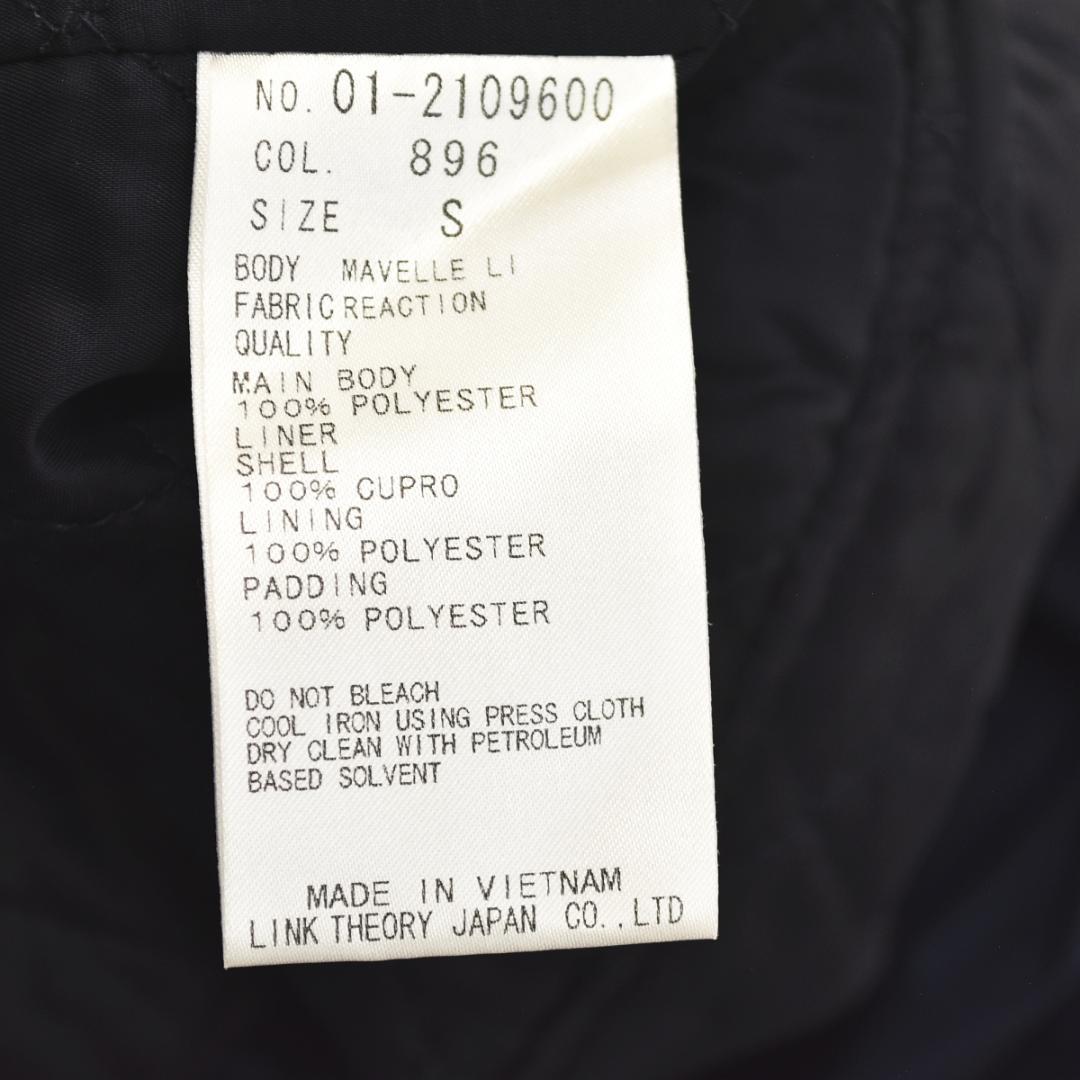 NO. 01-2109600
COL. 896
SIZE S
BODY MAVELLE LI
FABRIC REACTION
QUALITY
MAIN BODY
100% POLYESTER
LINER
SHELL
100% CUPRO
LINING
100% POLYESTER
PADDING
100% POLYESTER
DO NOT BLEACH
COOL IRON USING PRESS CLOTH
DRY CLEAN WITH PETROLEUM
BASED SOLVENT
MADE IN VIETNAM
LINK THEORY JAPAN CO.,LTD